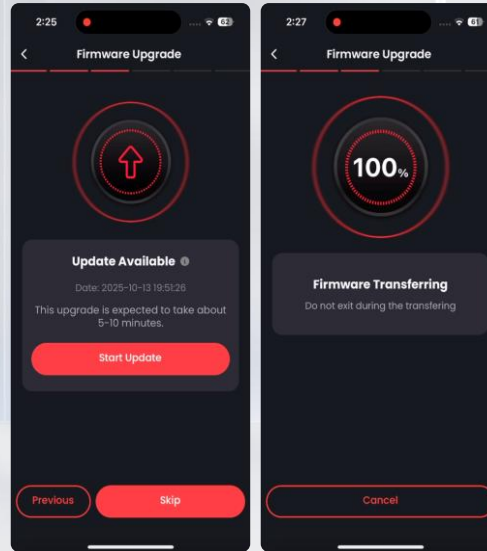 2:25
62
Firmware Upgrade
100%
Update Available
Date: 2025-10-13 19:51:26
This upgrade is expected to take about
5-10 minutes.
Start Update
Previous
Skip
2:27
61
Firmware Upgrade
Firmware Transferring
Do not exit during the transfering
Cancel